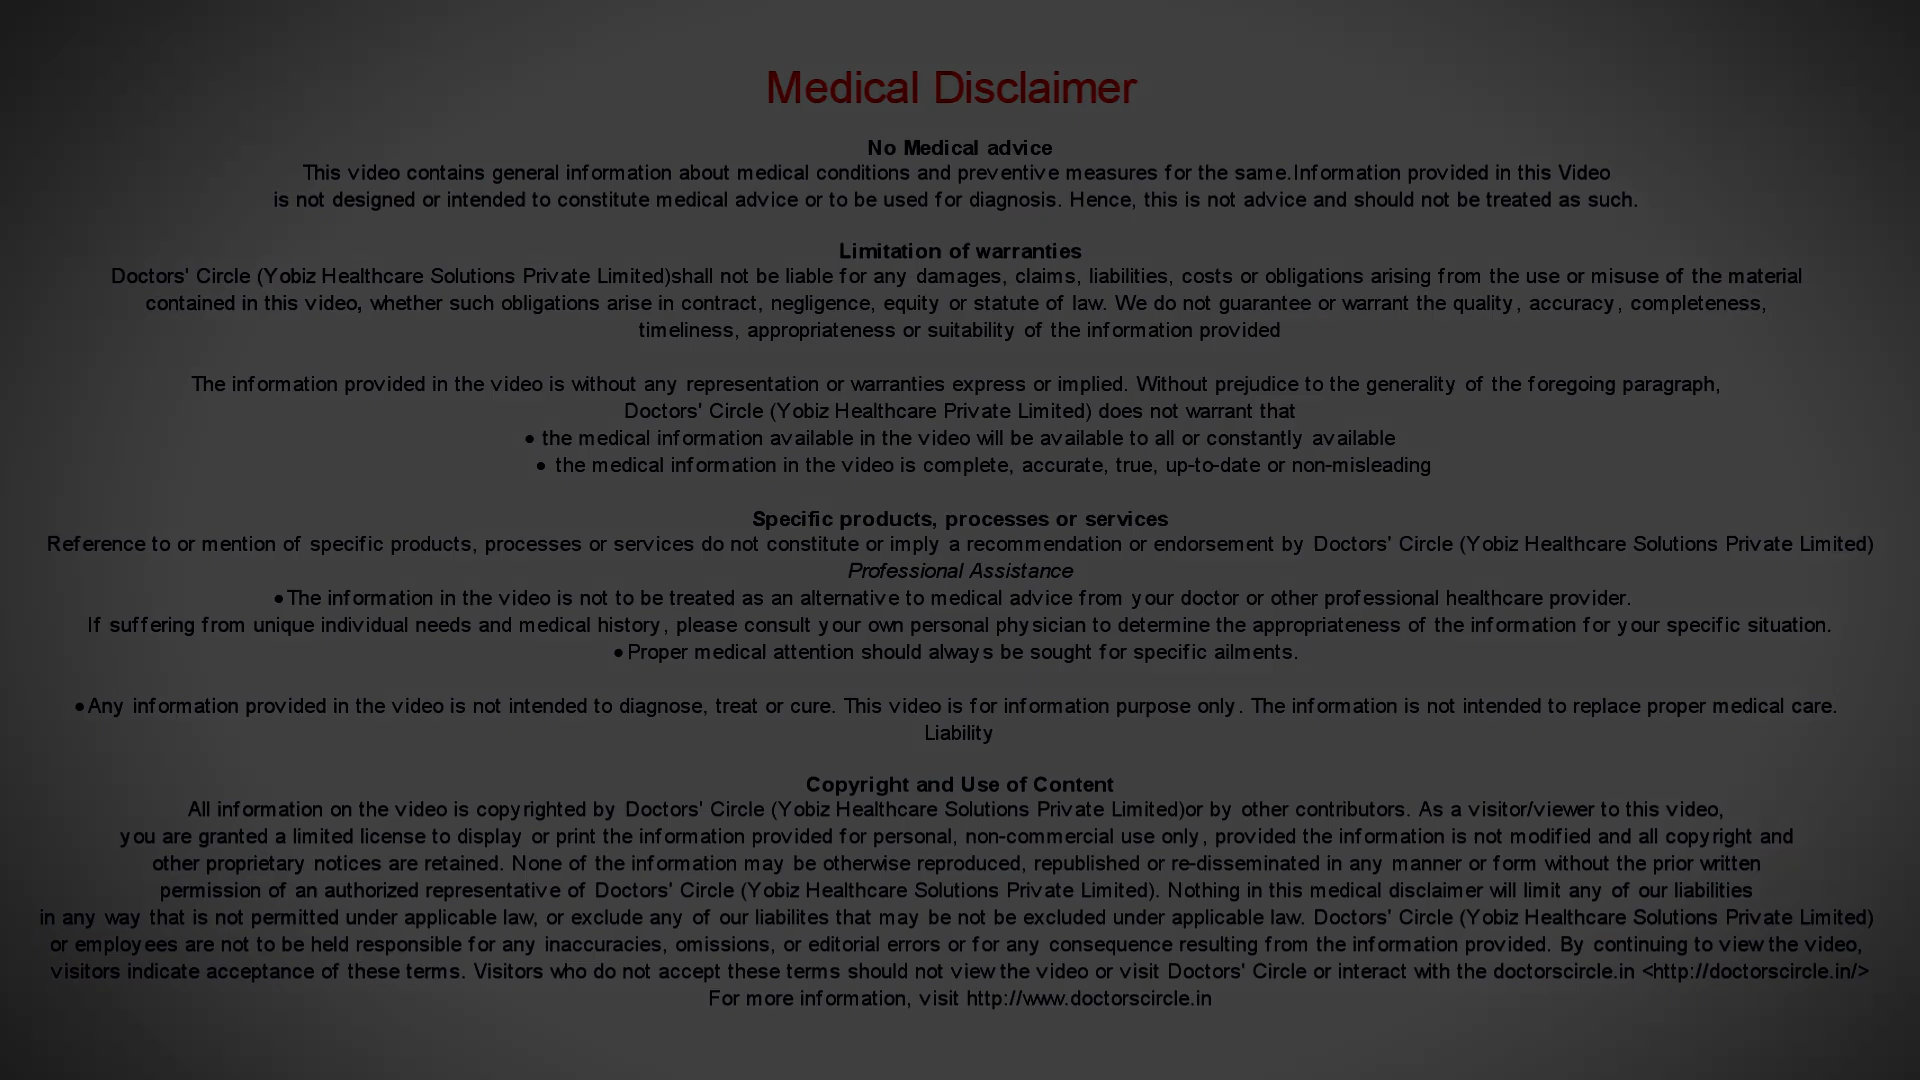 Medical Disclaimer
No Medical advice
This video contains general information about medical conditions and preventive measures for the same.Information provided in this Video
is not designed or intended to constitute medical advice or to be used for diagnosis. Hence, this is not advice and should not be treated as such.
Limitation of warranties
Doctors' Circle (Yobiz Healthcare Solutions Private Limited)shall not be liable for any damages, claims, liabilities, costs or obligations arising from the use or misuse of the material
contained in this video, whether such obligations arise in contract, negligence, equity or statute of law. We do not guarantee or warrant the quality, accuracy, completeness,
timeliness, appropriateness or suitability of the information provided
The information provided in the video is without any representation or warranties express or implied. Without prejudice to the generality of the foregoing paragraph,
Doctors' Circle (Yobiz Healthcare Private Limited) does not warrant that
• the medical information available in the video will be available to all or constantly available
• the medical information in the video is complete, accurate, true, up-to-date or non-misleading
Specific products, processes or services
Reference to or mention of specific products, processes or services do not constitute or imply a recommendation or endorsement by Doctors' Circle (Yobiz Healthcare Solutions Private Limited)
Professional Assistance
•The information in the video is not to be treated as an alternative to medical advice from your doctor or other professional healthcare provider.
If suffering from unique individual needs and medical history, please consult your own personal physician to determine the appropriateness of the information for your specific situation.
•Proper medical attention should always be sought for specific ailments.
•Any information provided in the video is not intended to diagnose, treat or cure. This video is for information purpose only. The information is not intended to replace proper medical care.
Liability
Copyright and Use of Content
All information on the video is copyrighted by Doctors' Circle (Yobiz Healthcare Solutions Private Limited)or by other contributors. As a visitor/viewer to this video,
you are granted a limited license to display or print the information provided for personal, non-commercial use only, provided the information is not modified and all copyright and
other proprietary notices are retained. None of the information may be otherwise reproduced, republished or re-disseminated in any manner or form without the prior written
permission of an authorized representative of Doctors' Circle (Yobiz Healthcare Solutions Private Limited). Nothing in this medical disclaimer will limit any of our liabilities
in any way that is not permitted under applicable law, or exclude any of our liabilites that may be not be excluded under applicable law. Doctors' Circle (Yobiz Healthcare Solutions Private Limited)
or employees are not to be held responsible for any inaccuracies, omissions, or editorial errors or for any consequence resulting from the information provided. By continuing to view the video,
visitors indicate acceptance of these terms. Visitors who do not accept these terms should not view the video or visit Doctors' Circle or interact with the doctorscircle.in <http://doctorscircle.in/>
For more information, visit http://www.doctorscircle.in